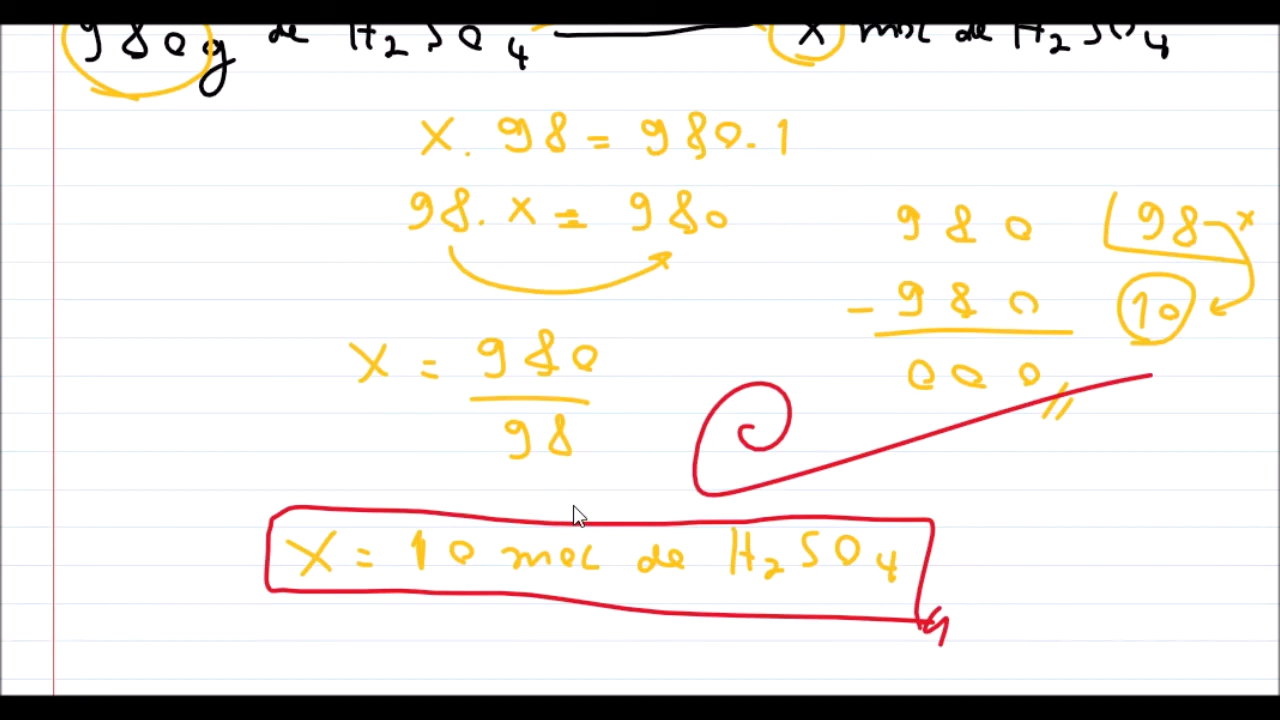 980g de H2SO4 X mol de H2SO4
X. 98 = 980. 1
98. X = 980
980 98 x
- 980 10
000
X = 980
98
X = 10 mol de H2SO4